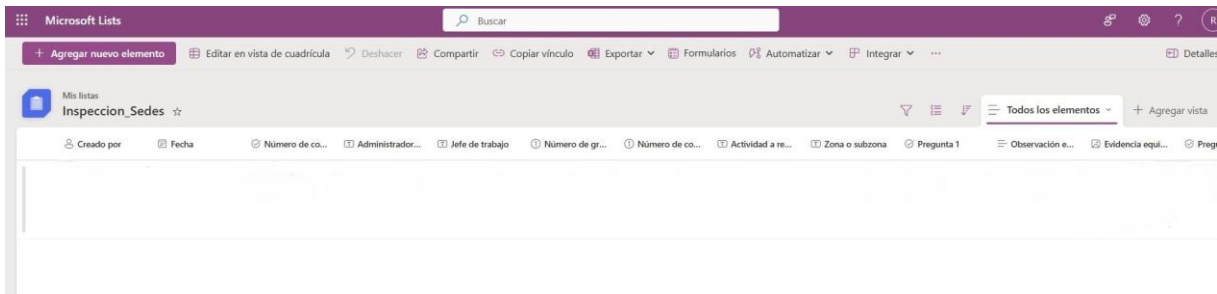 Microsoft Lists
Buscar
?
R
+ Agregar nuevo elemento Editar en vista de cuadrícula Deshacer Compartir Copiar vínculo Exportar Formularios Automatizar Integrar ... Detalles
Mis listas
Inspeccion_Sedes
Todos los elementos + Agregar vista
Creado por Fecha Número de co... Administrador... Jefe de trabajo Número de gr... Número de co... Actividad a re... Zona o subzona Pregunta 1 Observación e... Evidencia equi... Preg